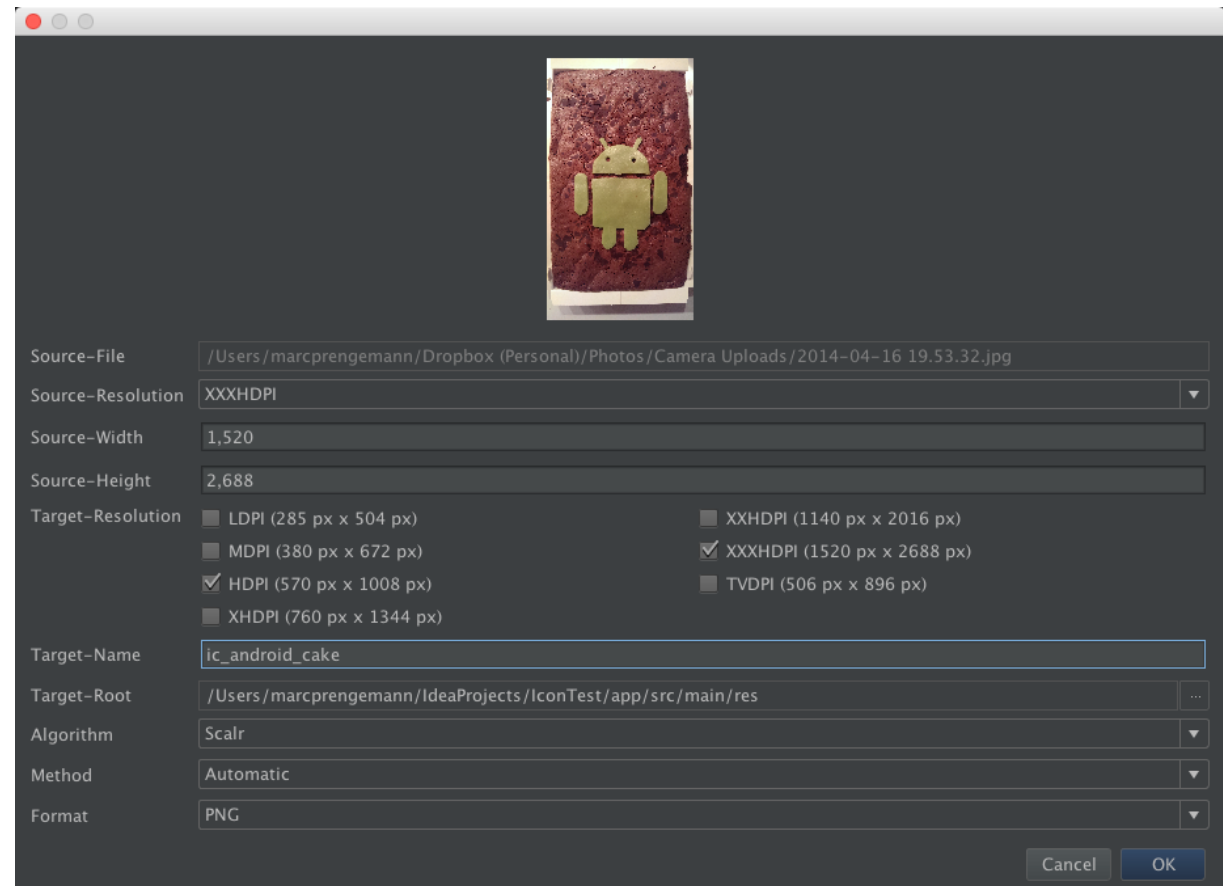 Source-File /Users/marcprengemann/Dropbox (Personal)/Photos/Camera Uploads/2014-04-16 19.53.32.jpg
Source-Resolution XXXHDPI
Source-Width 1,520
Source-Height 2,688
Target-Resolution LDPI (285 px x 504 px) XXHDPI (1140 px x 2016 px)
MDPI (380 px x 672 px) XXXHDPI (1520 px x 2688 px)
HDPI (570 px x 1008 px) TVDPI (506 px x 896 px)
XHDPI (760 px x 1344 px)
Target-Name ic_android_cake
Target-Root /Users/marcprengemann/IdeaProjects/IconTest/app/src/main/res ...
Algorithm Scalr
Method Automatic
Format PNG
Cancel OK